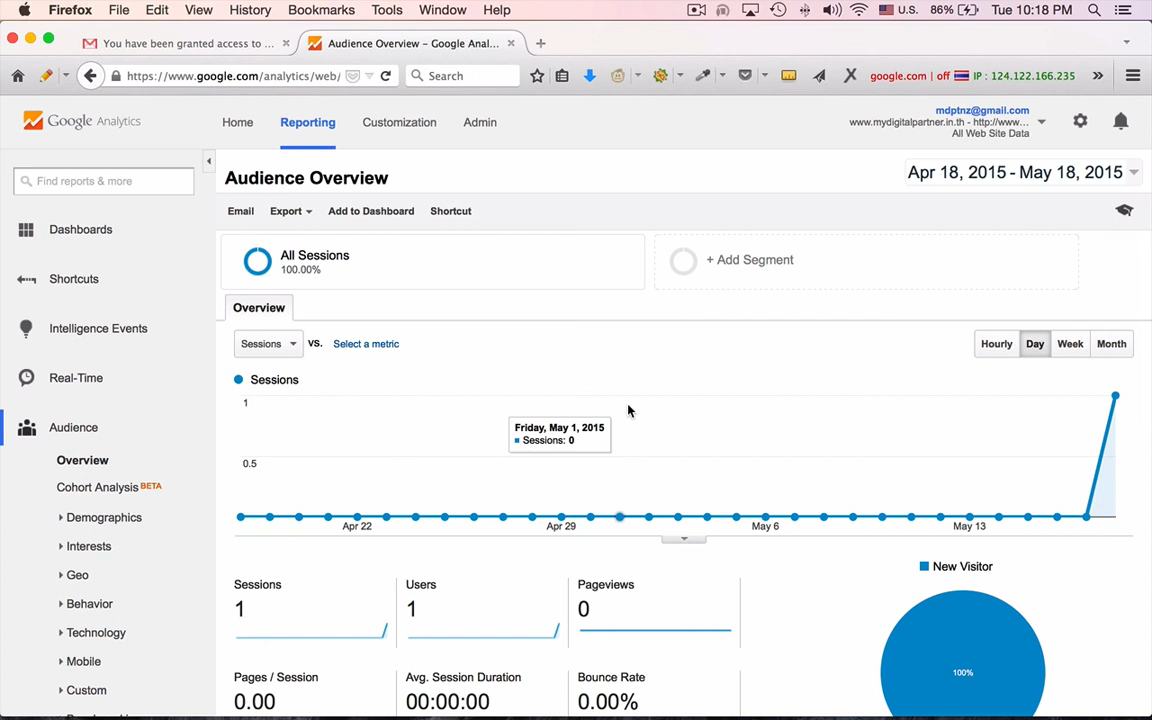 Firefox File Edit View History Bookmarks Tools Window Help U.S. 86% Tue 10:18 PM
You have been granted access to ...
Audience Overview – Google Anal...
https://www.google.com/analytics/web/
Search
google.com | off IP : 124.122.166.235
Google Analytics
Home
Reporting
Customization
Admin
mdptnz@gmail.com
www.mydigitalpartner.in.th - http://www...
All Web Site Data
Find reports & more
Dashboards
Shortcuts
Intelligence Events
Real-Time
Audience
Overview
Cohort Analysis BETA
Demographics
Interests
Geo
Behavior
Technology
Mobile
Custom
Audience Overview
Apr 18, 2015 - May 18, 2015
Email Export Add to Dashboard Shortcut
All Sessions
100.00%
+ Add Segment
Overview
Sessions VS. Select a metric
Hourly Day Week Month
Sessions
1
0.5
Friday, May 1, 2015
Sessions: 0
Apr 22 Apr 29 May 6 May 13
Sessions
1
Users
1
Pageviews
0
Pages / Session
0.00
Avg. Session Duration
00:00:00
Bounce Rate
0.00%
New Visitor
100%